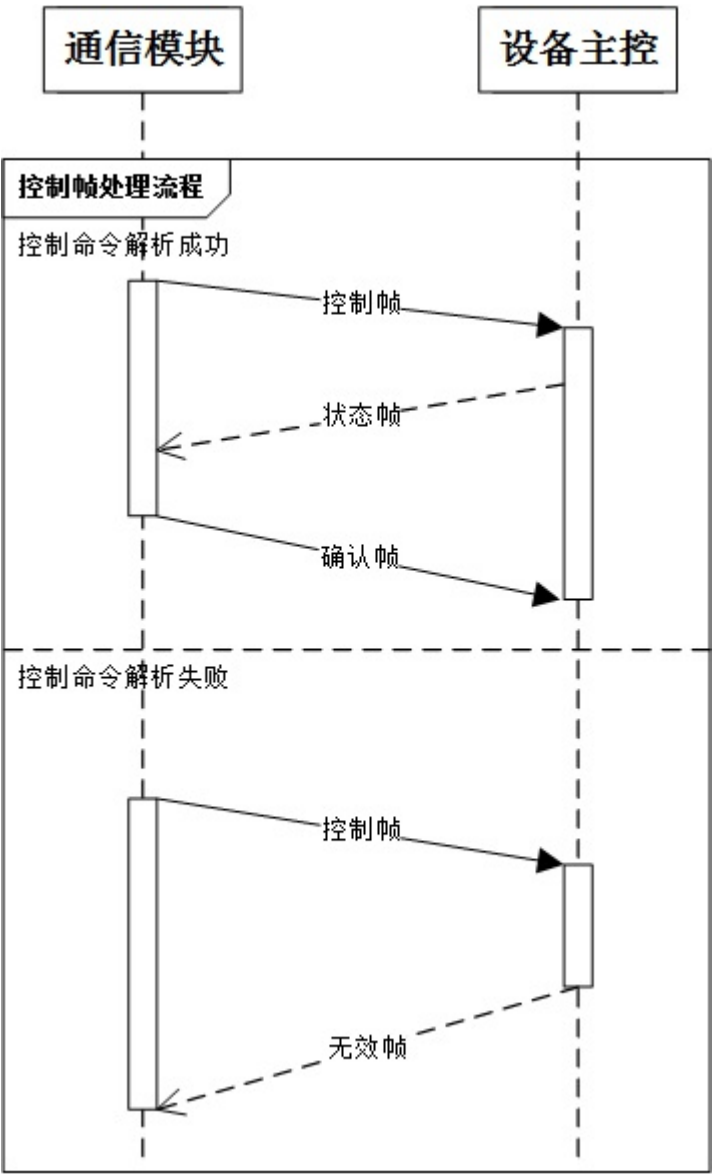 通信模块
设备主控
控制帧处理流程
控制命令解析成功
控制帧
状态帧
确认帧
控制命令解析失败
控制帧
无效帧